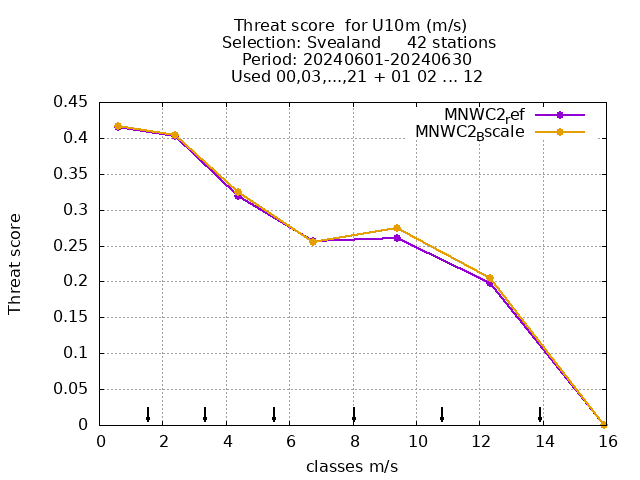 Threat score  for U10m (m/s)
Selection: Svealand     42 stations
Period: 20240601-20240630
Used 00,03,...,21 + 01 02 ... 12
MNWC2ref
MNWC2Bscale
0.45
0.4
0.35
0.3
0.25
0.2
0.15
0.1
0.05
0
Threat score
0 2 4 6 8 10 12 14 16
classes m/s